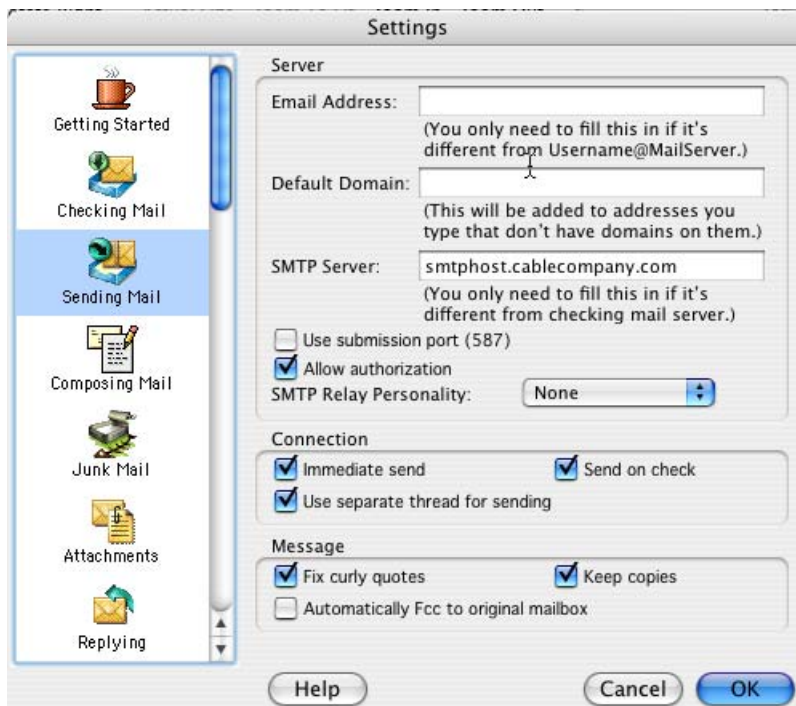 Settings
Getting Started
Checking Mail
Sending Mail
Composing Mail
Junk Mail
Attachments
Replying
Server
Email Address:
(You only need to fill this in if it's
different from Username@MailServer.)
Default Domain:
(This will be added to addresses you
type that don't have domains on them.)
SMTP Server: smtphost.cablecompany.com
(You only need to fill this in if it's
different from checking mail server.)
Use submission port (587)
Allow authorization
SMTP Relay Personality: None
Connection
Immediate send Send on check
Use separate thread for sending
Message
Fix curly quotes Keep copies
Automatically Fcc to original mailbox
Help Cancel OK